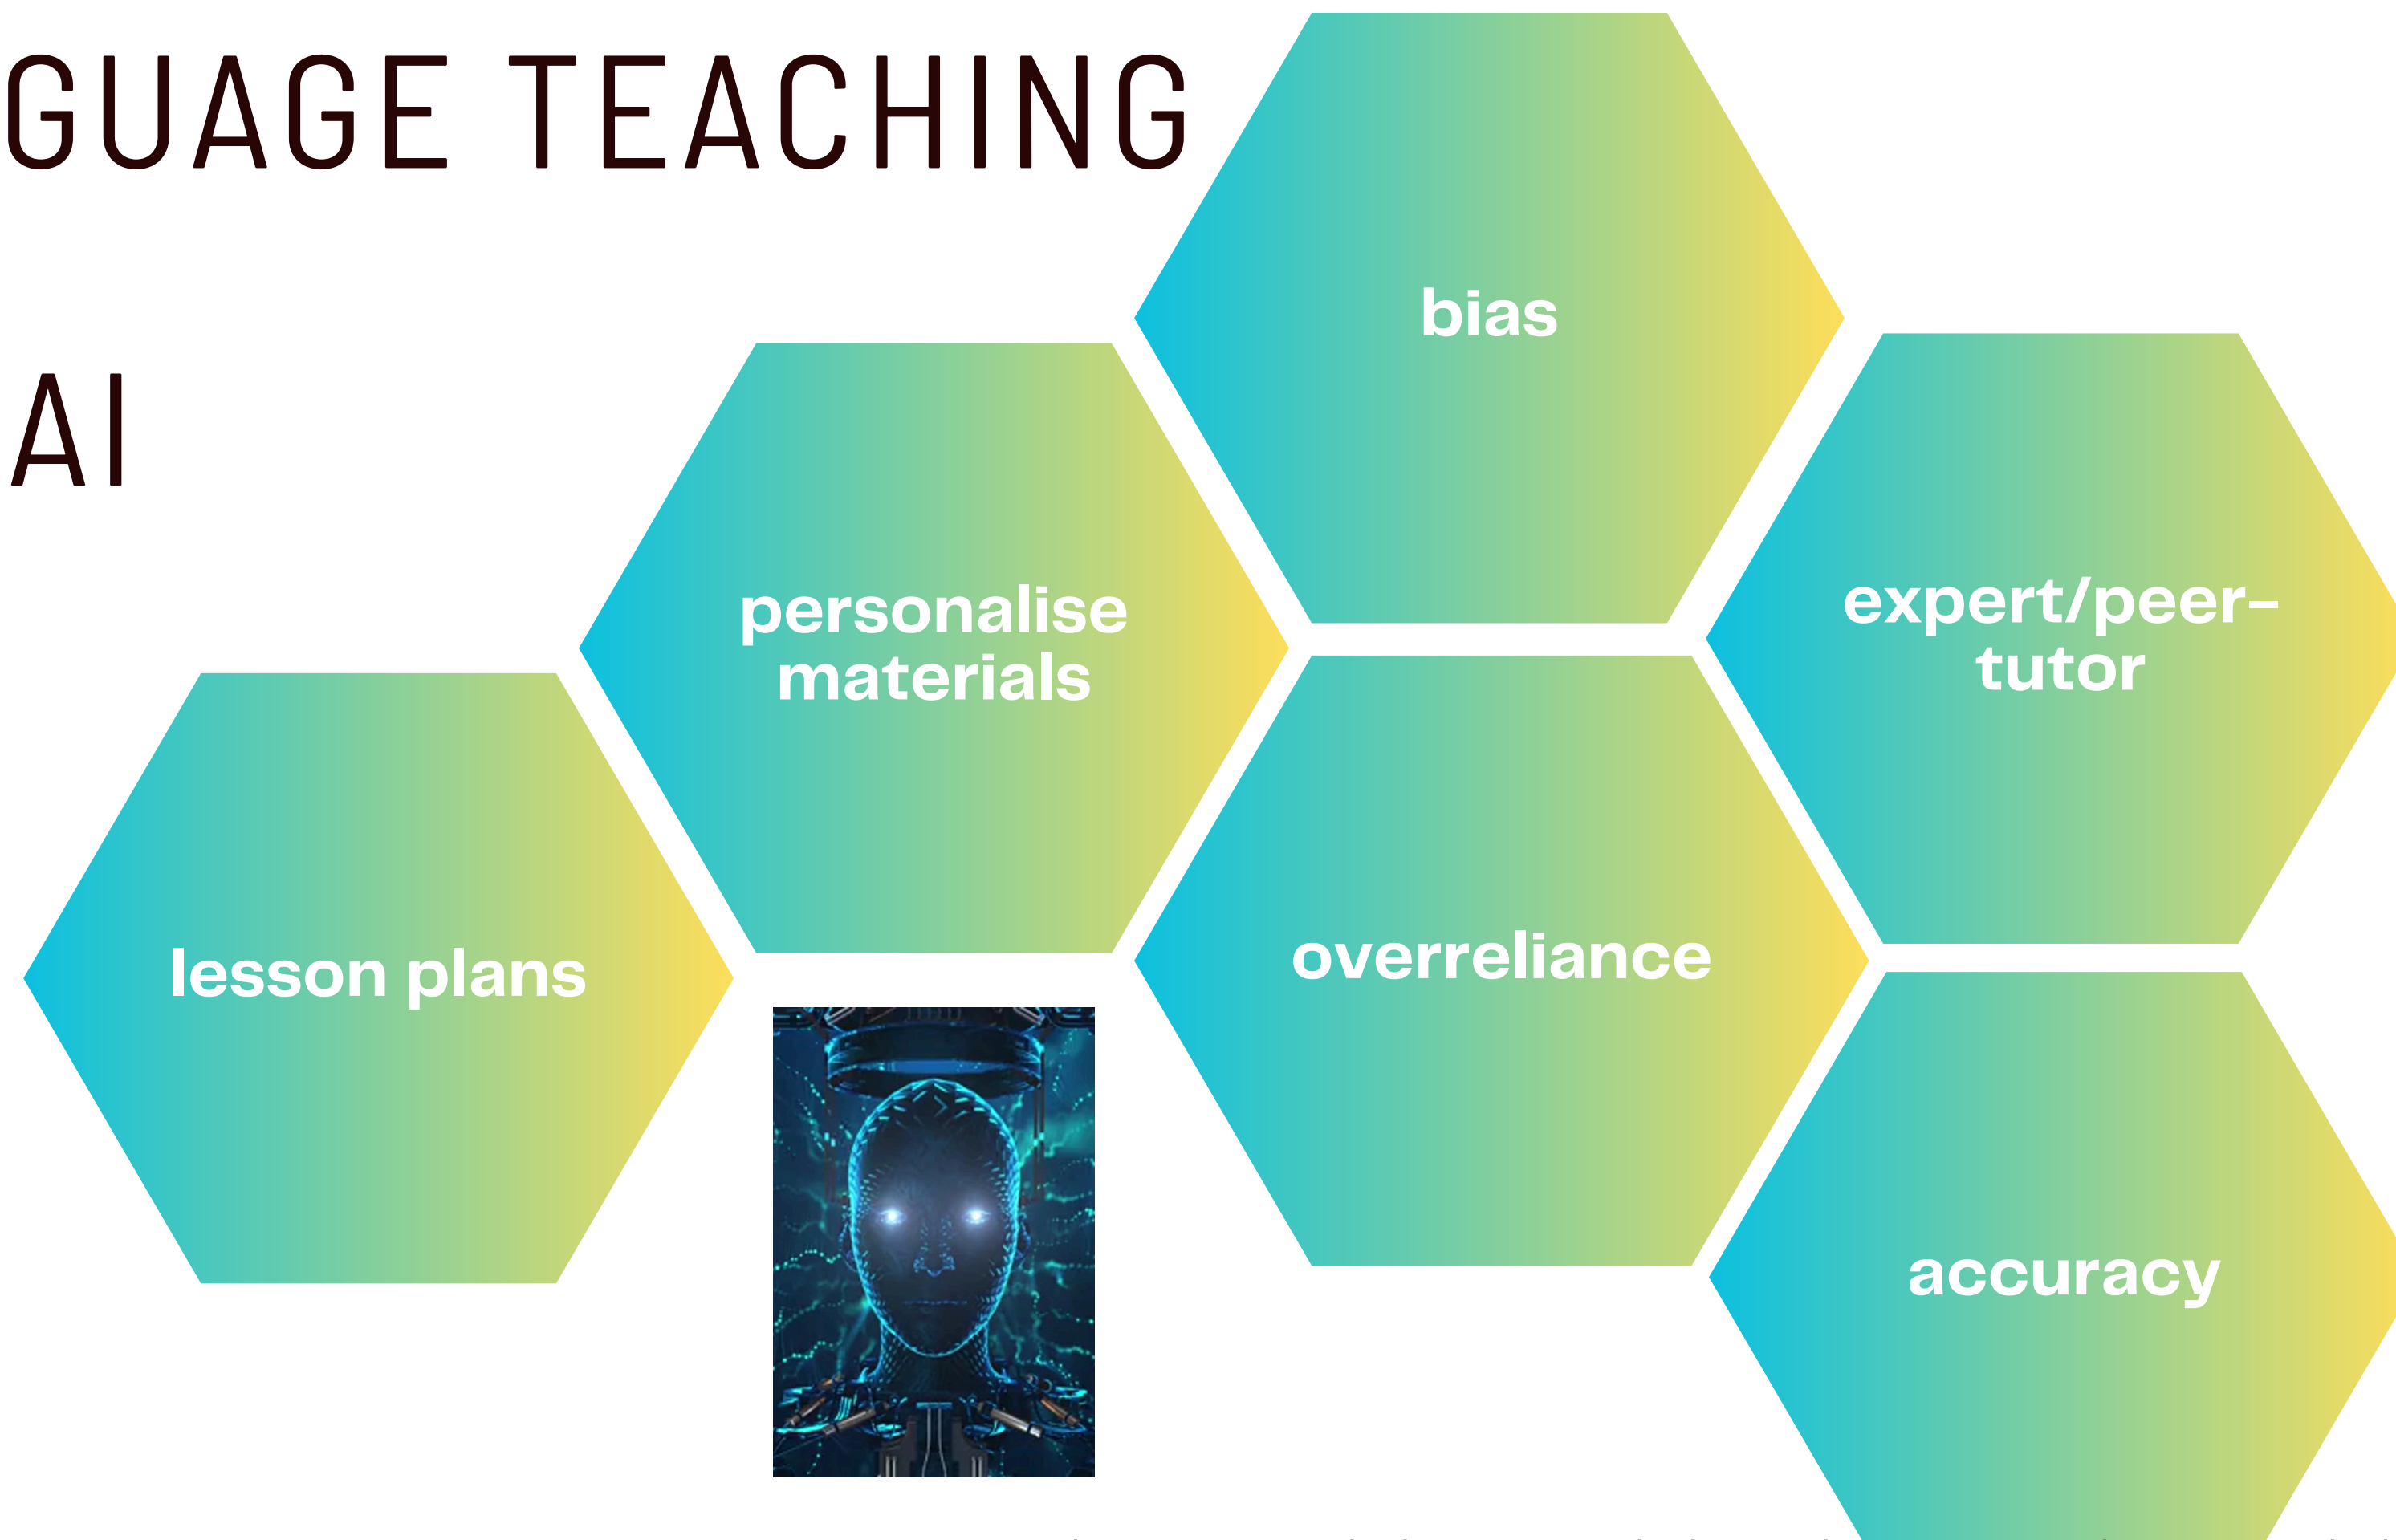 GUAGE TEACHING
AI
bias
personalise
materials
expert/peer-
tutor
lesson plans
overreliance
accuracy